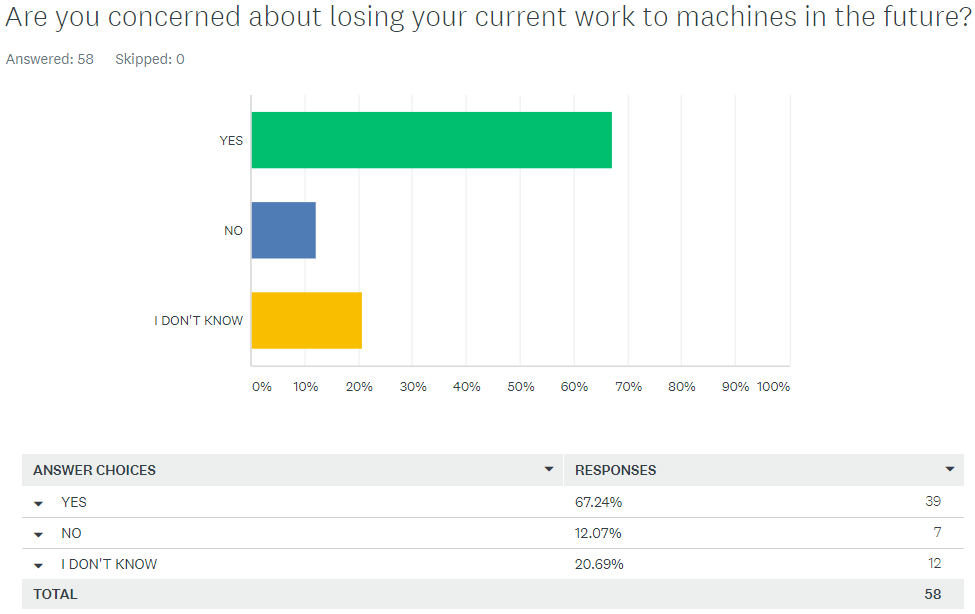 Are you concerned about losing your current work to machines in the future?
Answered: 58 Skipped: 0
YES
NO
I DON'T KNOW
0% 10% 20% 30% 40% 50% 60% 70% 80% 90% 100%
ANSWER CHOICES RESPONSES
YES 67.24% 39
NO 12.07% 7
I DON'T KNOW 20.69% 12
TOTAL 58